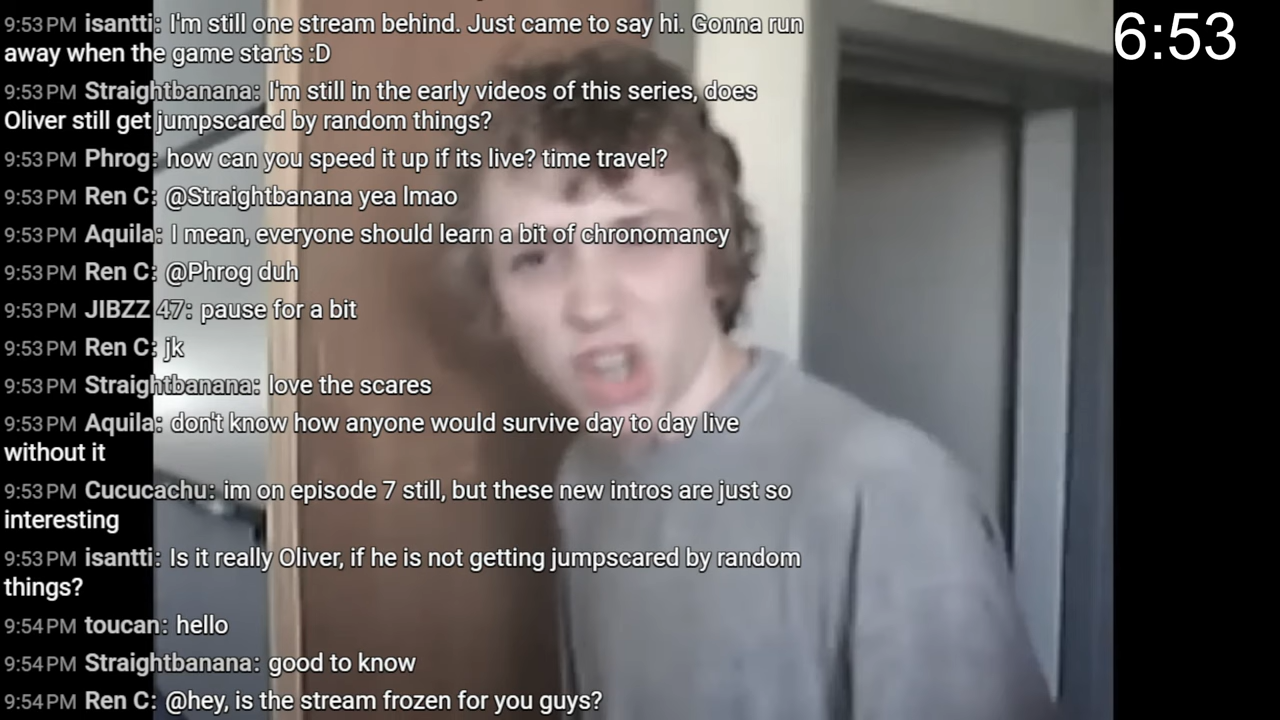 9:53 PM isantti: I'm still one stream behind. Just came to say hi. Gonna run
away when the game starts :D
6:53
9:53 PM Straightbanana: I'm still in the early videos of this series, does
Oliver still get jumpscared by random things?
9:53 PM Phrog: how can you speed it up if its live? time travel?
9:53 PM Ren C: @Straightbanana yea lmao
9:53 PM Aquila: I mean, everyone should learn a bit of chronomancy
9:53 PM Ren C: @Phrog duh
9:53 PM JIBZZ 47: pause for a bit
9:53 PM Ren C: jk
9:53 PM Straightbanana: love the scares
9:53 PM Aquila: don't know how anyone would survive day to day live
without it
9:53 PM Cucucachu: im on episode 7 still, but these new intros are just so
interesting
9:53 PM isantti: Is it really Oliver, if he is not getting jumpscared by random
things?
9:54 PM toucan: hello
9:54 PM Straightbanana: good to know
9:54 PM Ren C: @hey, is the stream frozen for you guys?